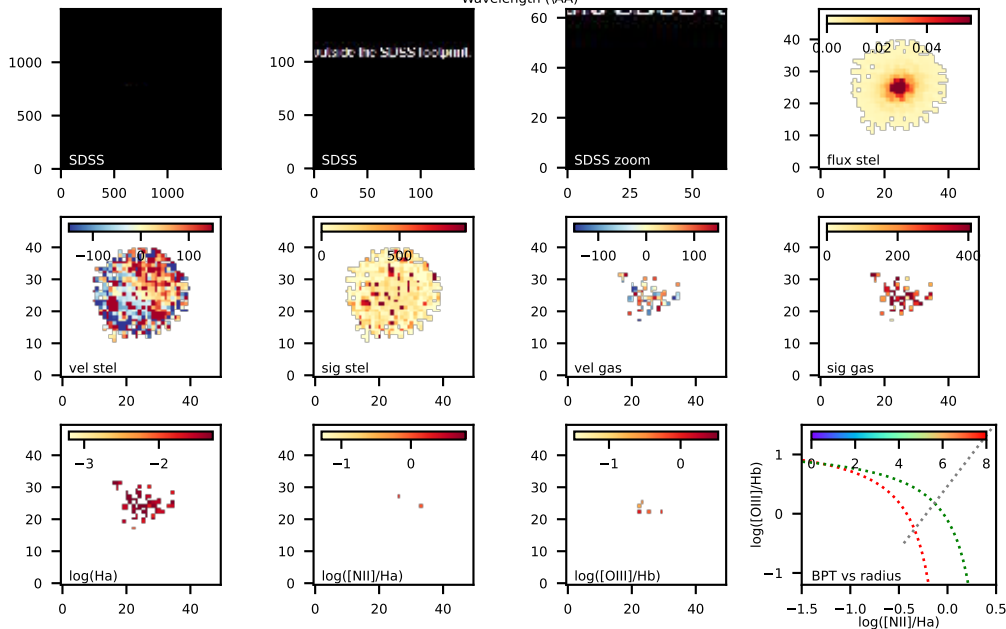 Wavelength (\AA)
0.00 0.02 0.04
outside the SDSS footprint.
SDSS
SDSS
SDSS zoom
flux stel
0 500 1000 1500
0 1000
0 50 100 150
0 50 100
0 20 40 60
0 25 50
0 10 20 30 40
0 20 40
−100 0 100
0 500
−100 0 100
0 200 400
vel stel
sig stel
vel gas
sig gas
0 10 20 30 40
0 20 40
0 10 20 30 40
0 20 40
0 10 20 30 40
0 20 40
0 10 20 30 40
0 20 40
−3 −2
−1 0
−1 0
0 2 4 6 8
log(Ha)
log([NII]/Ha)
log([OIII]/Hb)
BPT vs radius
0 10 20 30 40
0 20 40
0 10 20 30 40
0 20 40
0 10 20 30 40
0 20 40
log([OIII]/Hb)
−1 0 1
−1.5 −1.0 −0.5 0.0 0.5
log([NII]/Ha)